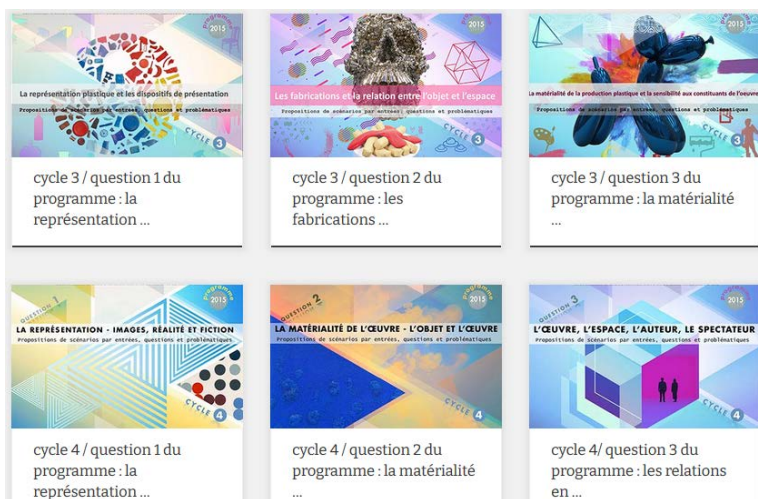 programme
2015
La représentation plastique et les dispositifs de présentation
Propositions de scénarios par entrées, questions et problématiques
CYCLE 3
cycle 3 / question 1 du
programme : la
représentation ...
programme
2015
Les fabrications et la relation entre l'objet et l'espace
Propositions de scénarios par entrées, questions et problématiques
CYCLE 3
cycle 3 / question 2 du
programme : les
fabrications ...
2015
La matérialité de la production plastique et la sensibilité aux constituants de l'oeuvre
Propositions de scénarios par entrées, questions et problématiques
CYCLE 3
cycle 3 / question 3 du
programme : la matérialité
...
QUESTION 1
programme
2015
LA REPRÉSENTATION - IMAGES, RÉALITÉ ET FICTION
Propositions de scénarios par entrées, questions et problématiques
CYCLE 4
cycle 4 / question 1 du
programme : la
représentation ...
QUESTION 2
programme
2015
LA MATÉRIALITÉ DE L'ŒUVRE - L'OBJET ET L'ŒUVRE
Propositions de scénarios par entrées, questions et problématiques
CYCLE 4
cycle 4 / question 2 du
programme : la matérialité
...
QUESTION 3
programme
2015
L'ŒUVRE, L'ESPACE, L'AUTEUR, LE SPECTATEUR
Propositions de scénarios par entrées, questions et problématiques
CYCLE 4
cycle 4/ question 3 du
programme : les relations
en ...